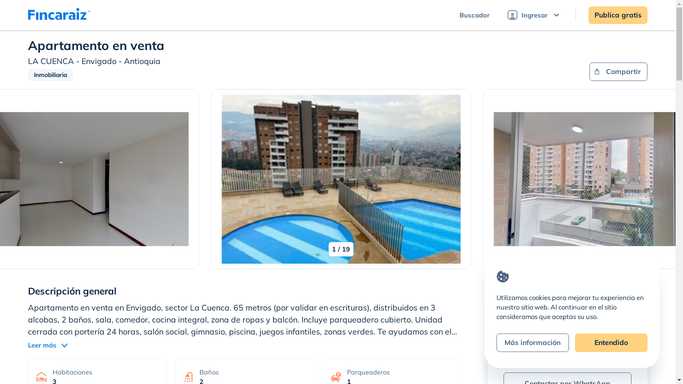 Fincaraiz
Buscador
Ingresar
Publica gratis
Apartamento en venta
LA CUENCA - Envigado - Antioquia
Inmobiliaria
Compartir
1 / 19
Descripción general
Apartamento en venta en Envigado, sector La Cuenca. 65 metros (por validar en escrituras), distribuidos en 3
alcobas, 2 baños, sala, comedor, cocina integral, zona de ropas y balcón. Incluye parqueadero cubierto. Unidad
cerrada con portería 24 horas, salón social, gimnasio, piscina, juegos infantiles, zonas verdes. Te ayudamos con el...
Leer más
Habitaciones
3
Baños
2
Parqueaderos
1
Utilizamos cookies para mejorar tu experiencia en
nuestro sitio web. Al continuar en el sitio
consideramos que aceptas su uso.
Más información
Entendido
Contactar por WhatsApp